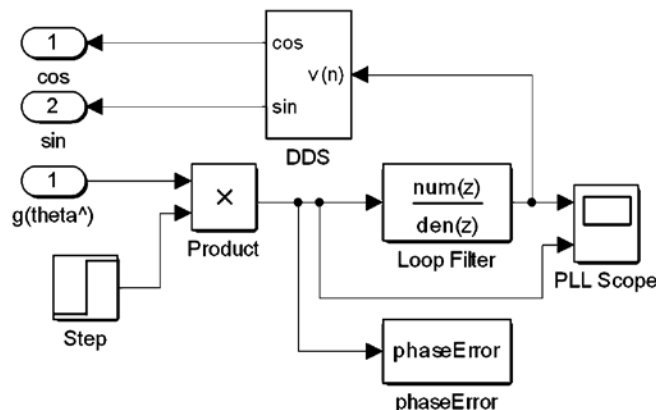 1
cos
2
sin
cos
v(n)
sin
DDS
1
g(theta^)
×
Product
Step
num(z)
den(z)
Loop Filter
PLL Scope
phaseError
phaseError